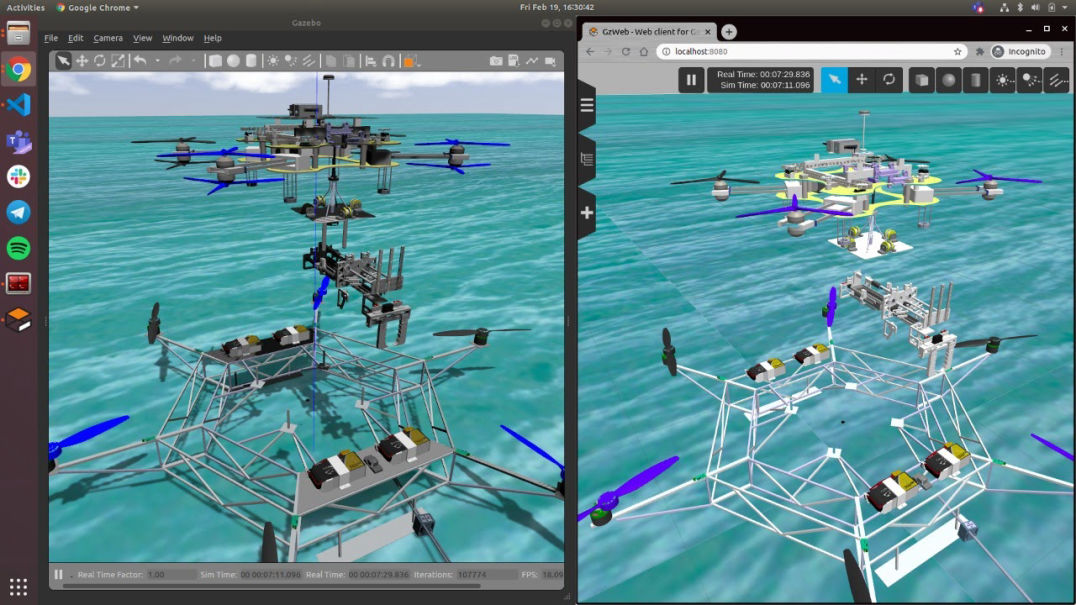 Activities
Google Chrome
Fri Feb 19, 16:30:42
Gazebo
File Edit Camera View Window Help
Real Time Factor: 1.00 Sim Time: 00 00:07:11.096 Real Time: 00 00:07:29.836 Iterations: 107774 FPS: 18.09
GzWeb - Web client for Ga
localhost:8080
Incognito
Real Time: 00:07:29.836
Sim Time: 00:07:11.096